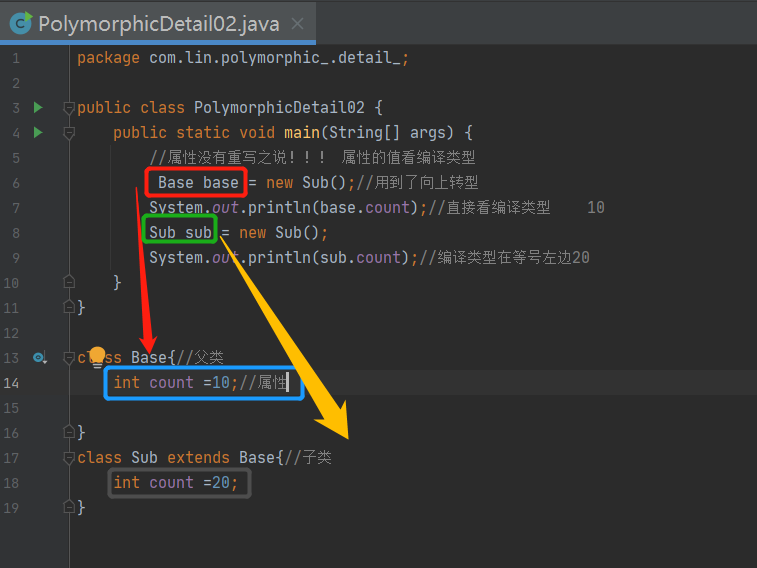 PolymorphicDetail02.java
1 package com.lin.polymorphic_.detail_;
2
3 public class PolymorphicDetail02 {
4 public static void main(String[] args) {
5 //属性没有重写之说！！！ 属性的值看编译类型
6 Base base = new Sub();//用到了向上转型
7 System.out.println(base.count);//直接看编译类型 10
8 Sub sub = new Sub();
9 System.out.println(sub.count);//编译类型在等号左边20
10 }
11 }
12
13 class Base{//父类
14 int count =10;//属性
15
16 }
17 class Sub extends Base{//子类
18 int count =20;
19 }